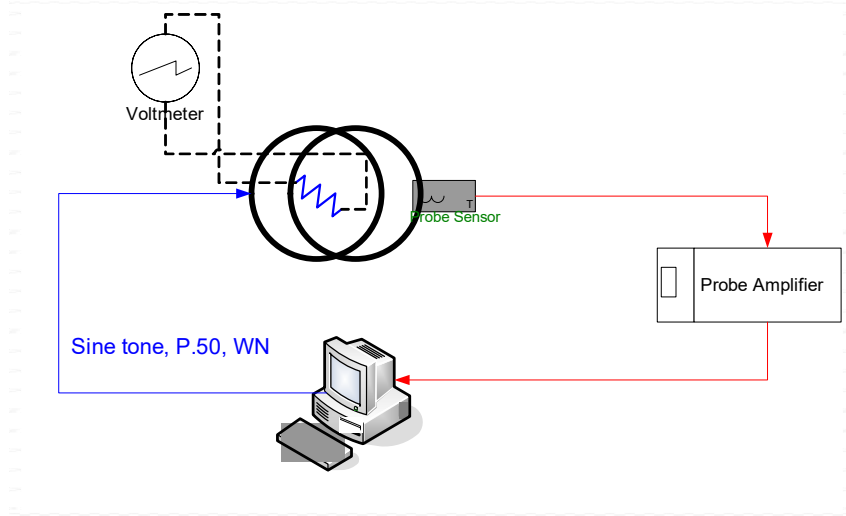 Voltmeter
T
Probe Sensor
Probe Amplifier
Sine tone, P.50, WN